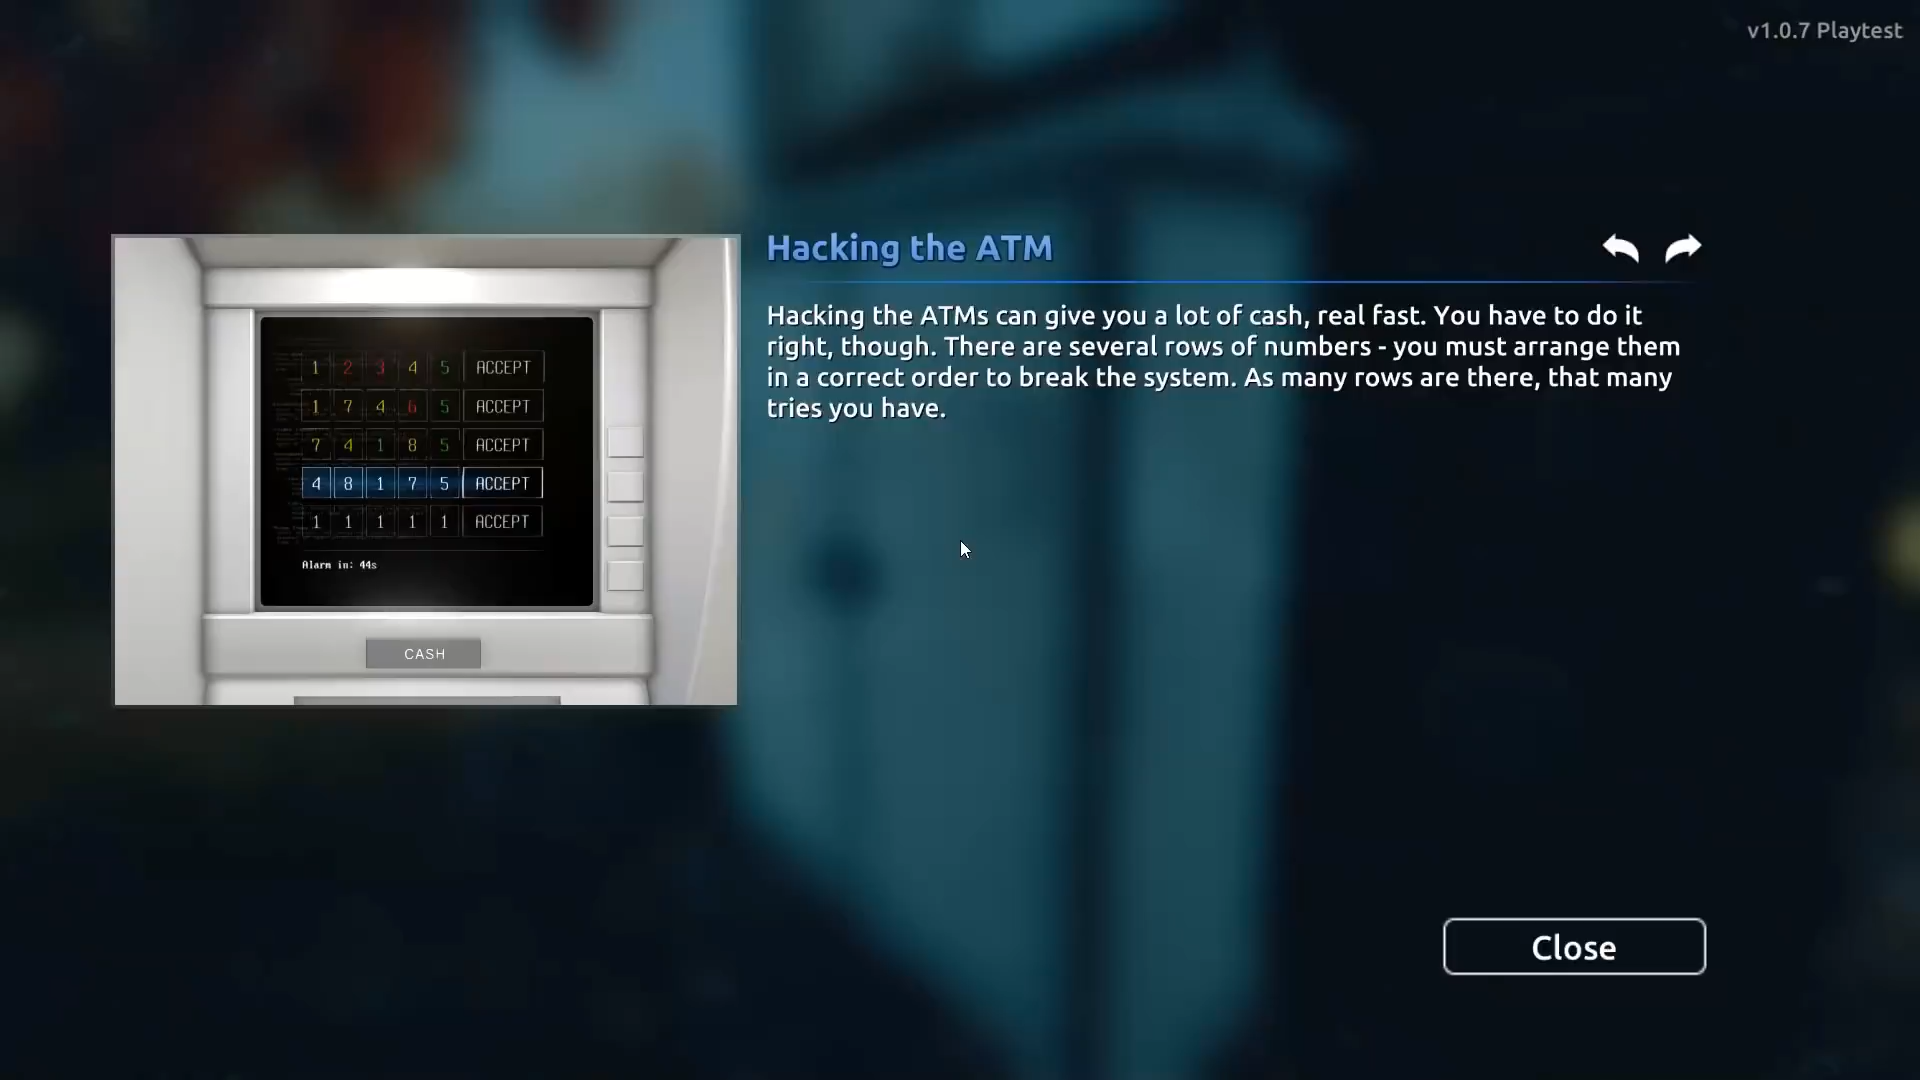 v1.0.7 Playtest
Hacking the ATM
Hacking the ATMs can give you a lot of cash, real fast. You have to do it
right, though. There are several rows of numbers - you must arrange them
in a correct order to break the system. As many rows are there, that many
tries you have.
1 2 3 4 5 ACCEPT
1 7 4 6 5 ACCEPT
7 4 1 8 5 ACCEPT
4 8 1 7 5 ACCEPT
1 1 1 1 1 ACCEPT
Alarm in: 44s
CASH
Close